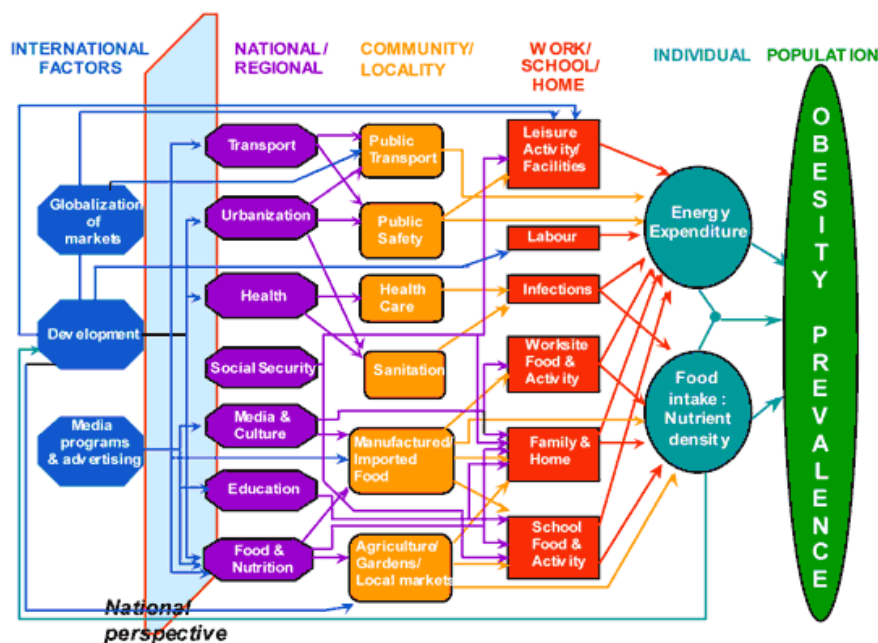 INTERNATIONAL
FACTORS
NATIONAL/
REGIONAL
COMMUNITY/
LOCALITY
WORK/
SCHOOL/
HOME
INDIVIDUAL
POPULATION
Globalization
of
markets
Development
Media
programs
& advertising
Transport
Urbanization
Health
Social Security
Media &
Culture
Education
Food &
Nutrition
National
perspective
Public
Transport
Public
Safety
Health
Care
Sanitation
Manufactured/
Imported
Food
Agriculture/
Gardens/
Local markets
Leisure
Activity/
Facilities
Labour
Infections
Worksite
Food &
Activity
Family &
Home
School
Food &
Activity
Energy
Expenditure
Food
intake :
Nutrient
density
OBESITY PREVALENCE